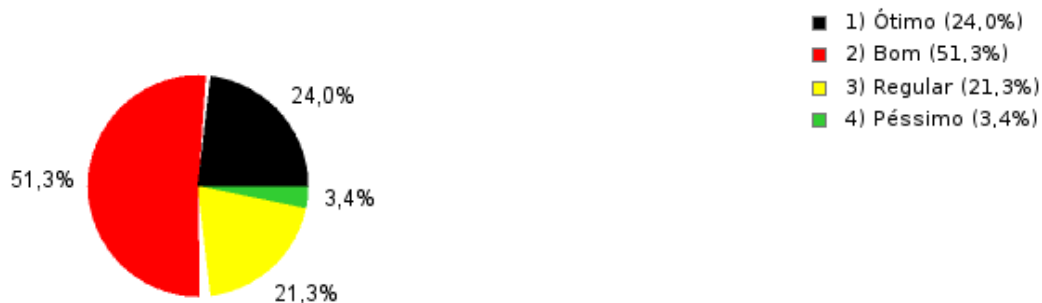 1) Ótimo (24,0%)
2) Bom (51,3%)
3) Regular (21,3%)
4) Péssimo (3,4%)
24,0%
51,3%
3,4%
21,3%